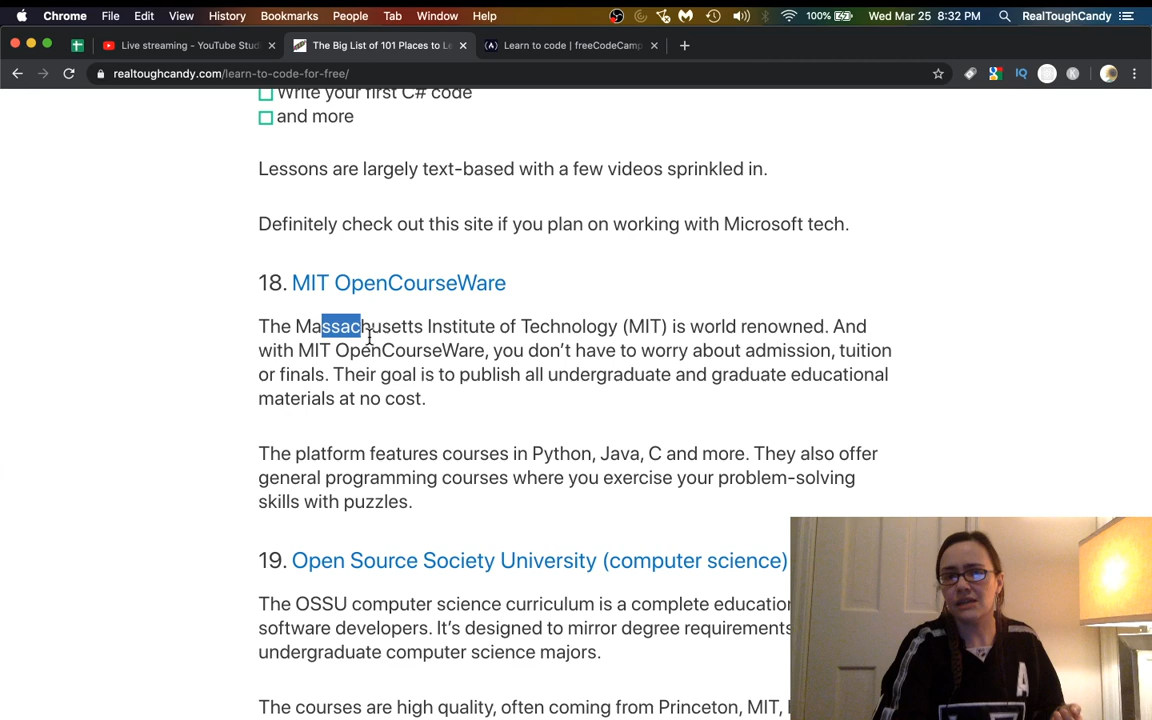 Chrome File Edit View History Bookmarks People Tab Window Help 100% Wed Mar 25 8:32 PM RealToughCandy
Live streaming - YouTube Stud The Big List of 101 Places to Le Learn to code | freeCodeCamp
realtoughcandy.com/learn-to-code-for-free/ IQ K
Write your first C# code
and more
Lessons are largely text-based with a few videos sprinkled in.
Definitely check out this site if you plan on working with Microsoft tech.
18. MIT OpenCourseWare
The Massachusetts Institute of Technology (MIT) is world renowned. And
with MIT OpenCourseWare, you don’t have to worry about admission, tuition
or finals. Their goal is to publish all undergraduate and graduate educational
materials at no cost.
The platform features courses in Python, Java, C and more. They also offer
general programming courses where you exercise your problem-solving
skills with puzzles.
19. Open Source Society University (computer science)
The OSSU computer science curriculum is a complete education
software developers. It’s designed to mirror degree requirements
undergraduate computer science majors.
The courses are high quality, often coming from Princeton, MIT,
A